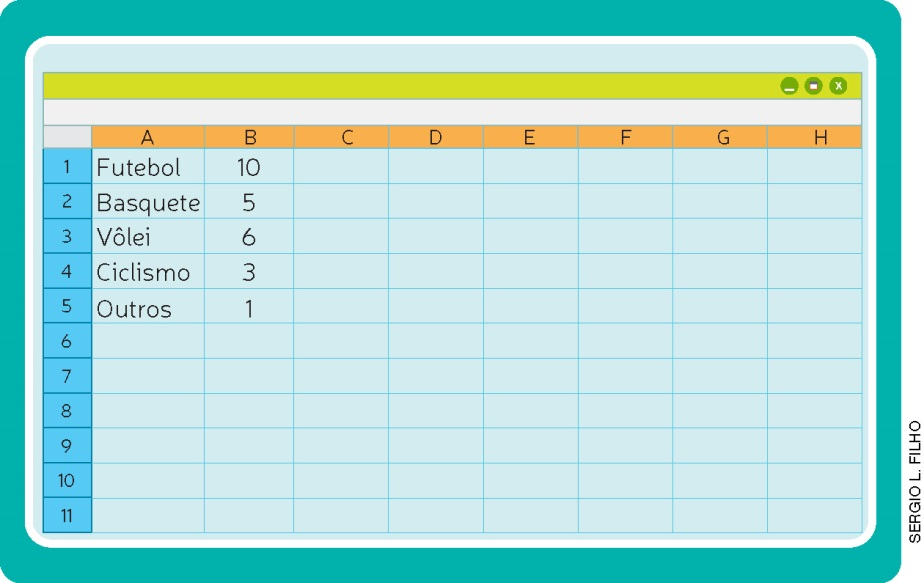 X
A B C D E F G H
1 Futebol 10
2 Basquete 5
3 Vôlei 6
4 Ciclismo 3
5 Outros 1
6
7
8
9
10
11
SERGIO L. FILHO